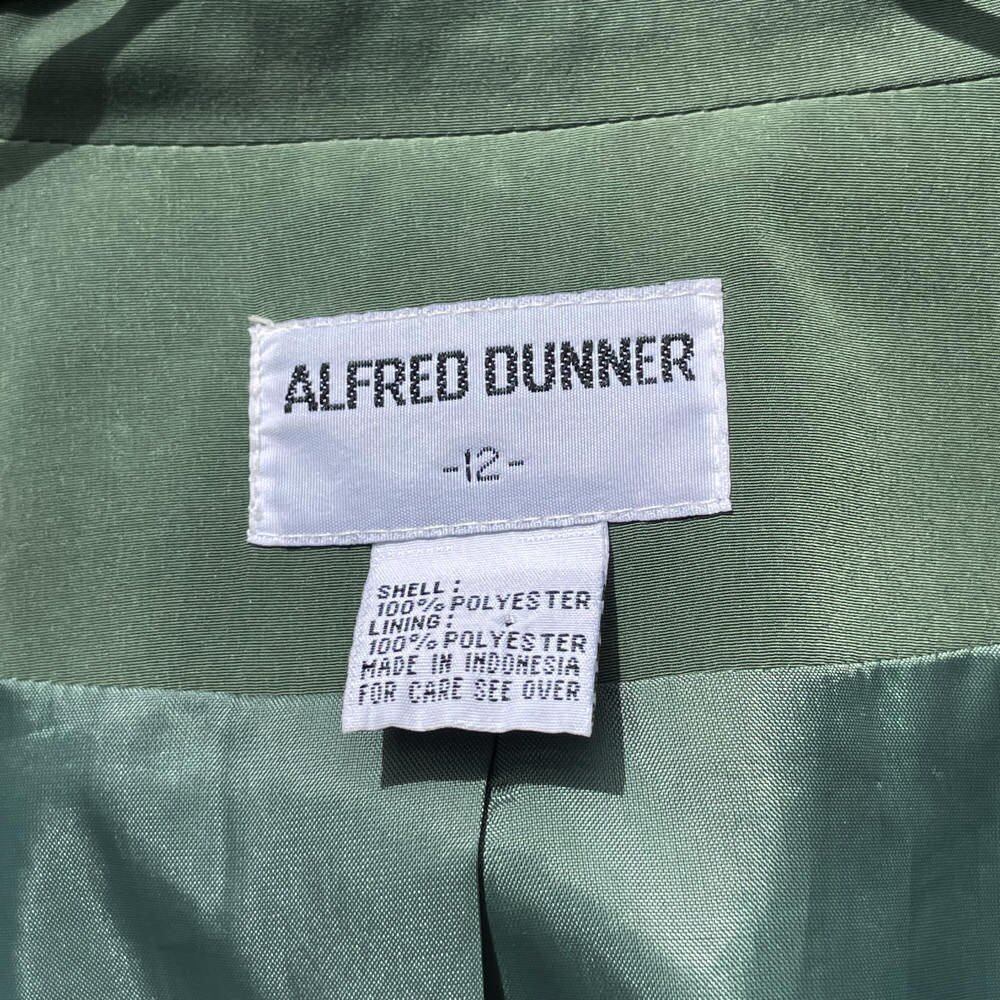 ALFRED DUNNER
-12-
SHELL:
100% POLYESTER
LINING:
100% POLYESTER
MADE IN INDONESIA
FOR CARE SEE OVER